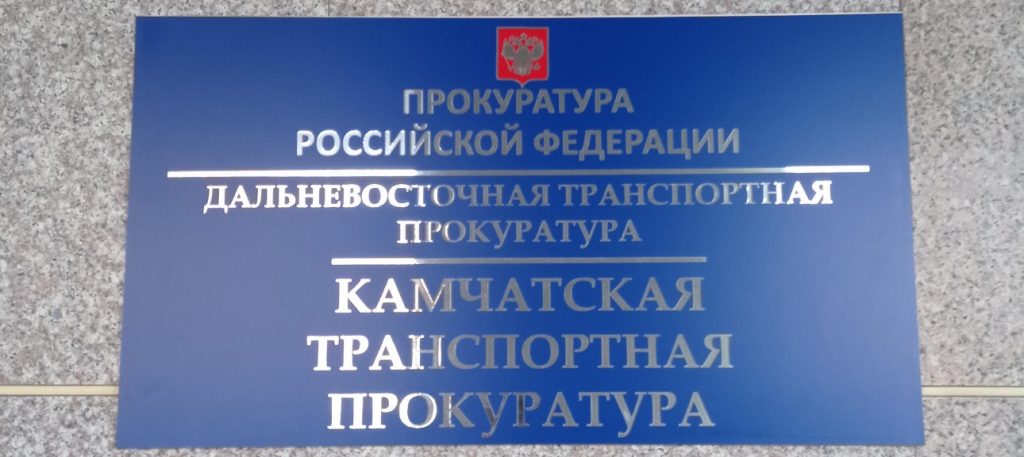 ПРОКУРАТУРА
РОССИЙСКОЙ ФЕДЕРАЦИИ
ДАЛЬНЕВОСТОЧНАЯ ТРАНСПОРТНАЯ
ПРОКУРАТУРА
КАМЧАТСКАЯ
ТРАНСПОРТНАЯ
ПРОКУРАТУРА